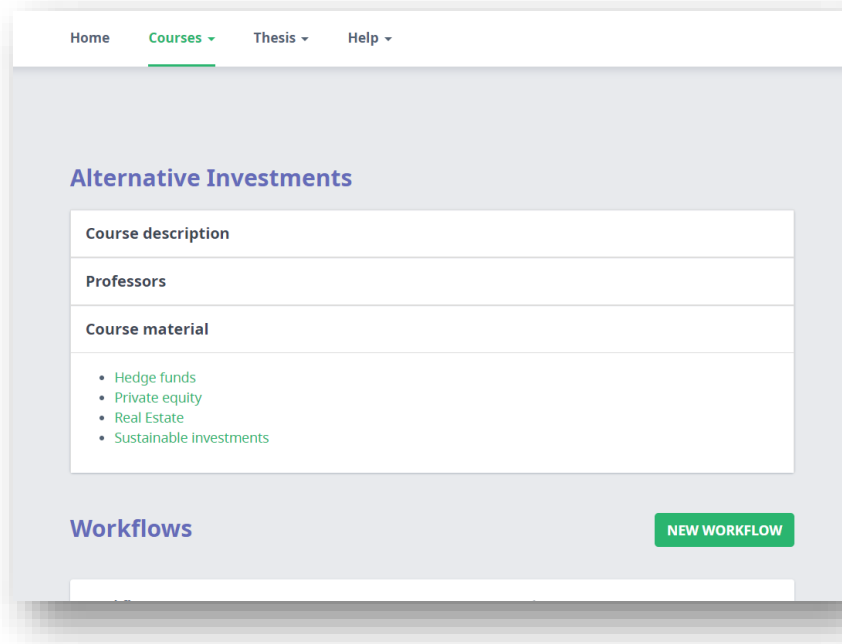 Home Courses Thesis Help
Alternative Investments
Course description
Professors
Course material
• Hedge funds
• Private equity
• Real Estate
• Sustainable investments
Workflows NEW WORKFLOW